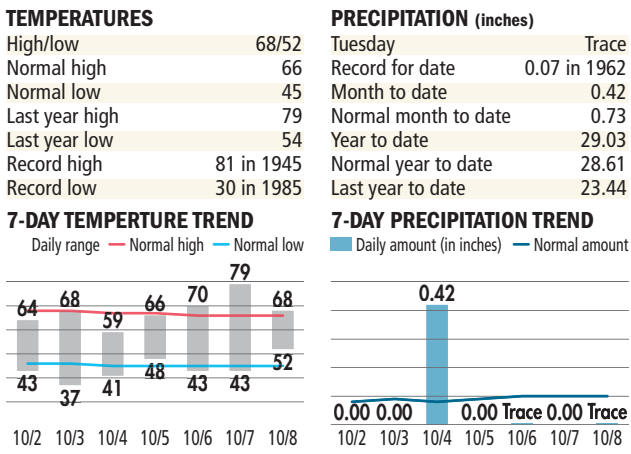 TEMPERATURES
High/low 68/52
Normal high 66
Normal low 45
Last year high 79
Last year low 54
Record high 81 in 1945
Record low 30 in 1985
PRECIPITATION (inches)
Tuesday Trace
Record for date 0.07 in 1962
Month to date 0.42
Normal month to date 0.73
Year to date 29.03
Normal year to date 28.61
Last year to date 23.44
7-DAY TEMPERTURE TREND
Daily range Normal high Normal low
64 68 59 66 70 79 68
43 37 41 48 43 43 52
10/2 10/3 10/4 10/5 10/6 10/7 10/8
7-DAY PRECIPITATION TREND
Daily amount (in inches) Normal amount
0.42
0.00 0.00 0.00 Trace 0.00 Trace
10/2 10/3 10/4 10/5 10/6 10/7 10/8